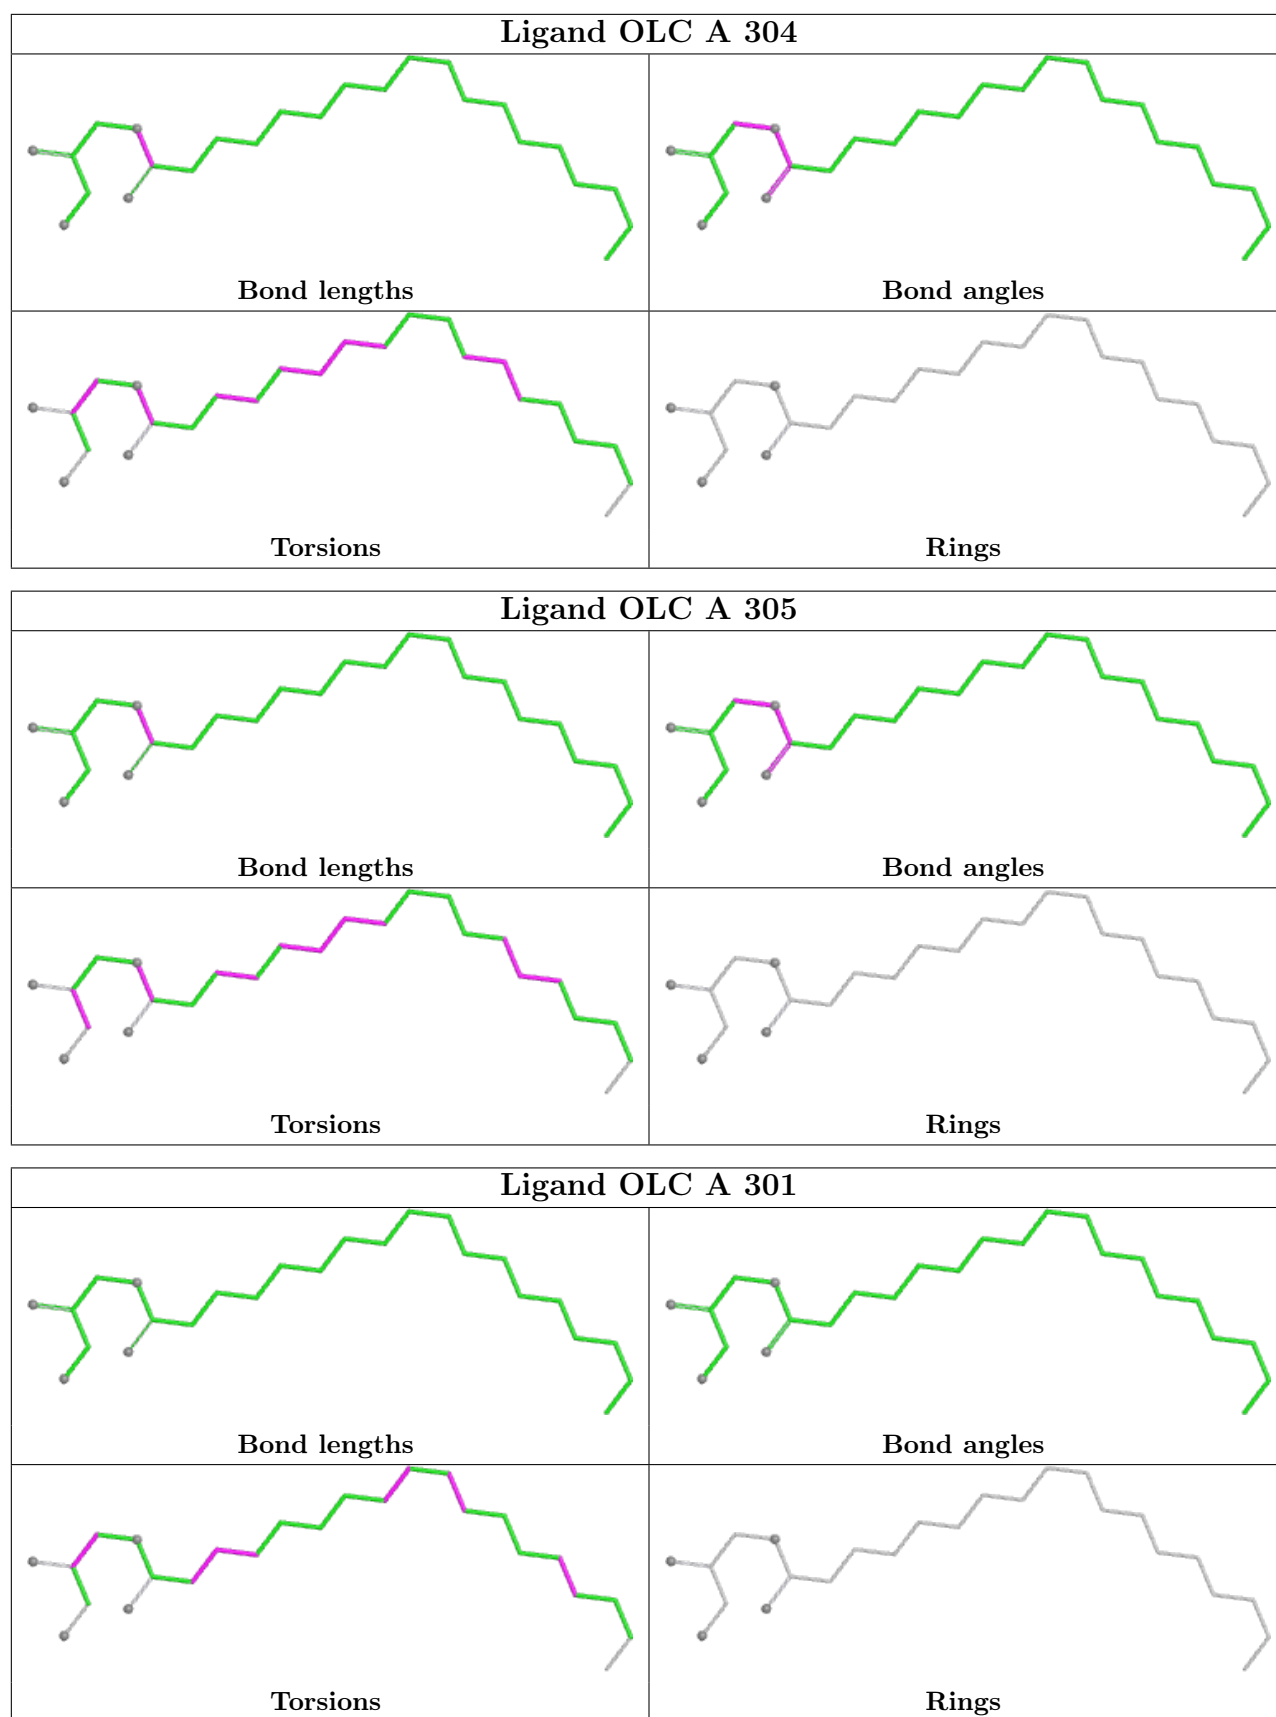 Ligand OLC A 304
Bond lengths
Bond angles
Torsions
Rings
Ligand OLC A 305
Bond lengths
Bond angles
Torsions
Rings
Ligand OLC A 301
Bond lengths
Bond angles
Torsions
Rings